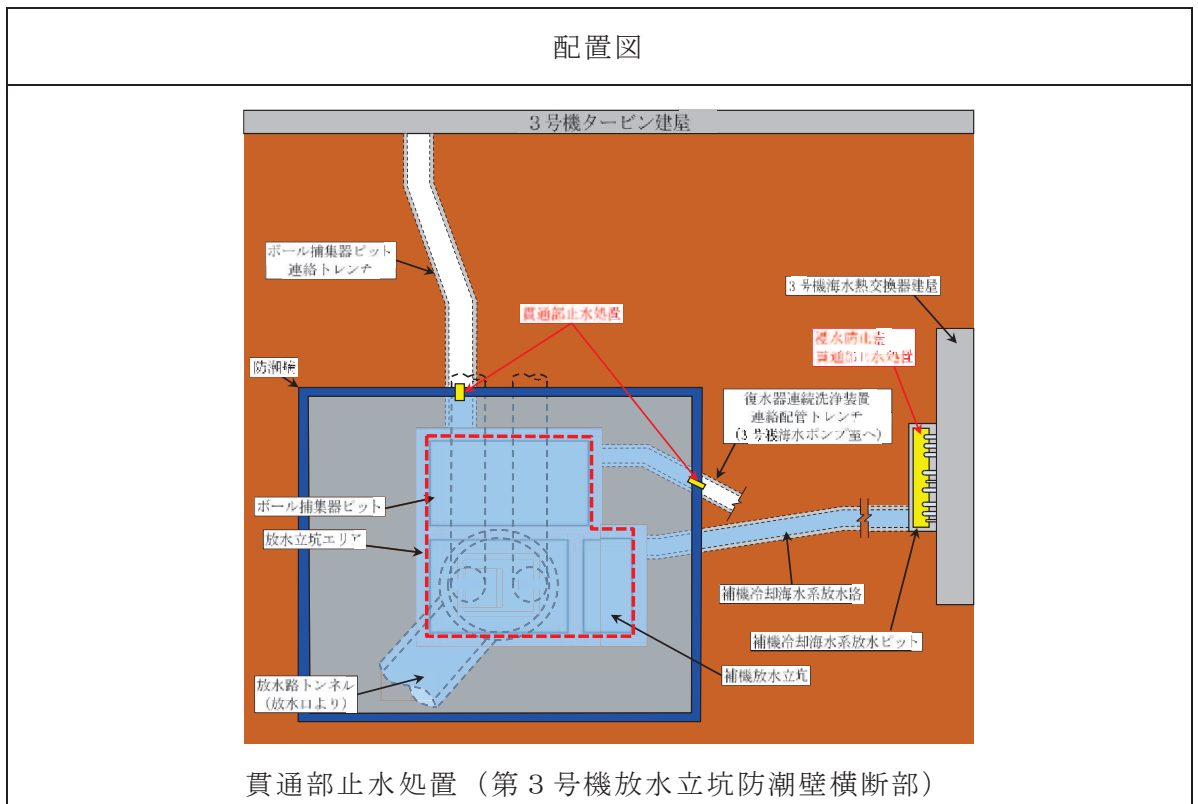 配置図
3号機タービン建屋
ボール捕集器ピット
連絡トレンチ
3号機海水熱交換器建屋
貫通部止水処置
浸水防止蓋
貫通部止水処置
防潮壁
復水器連続洗浄装置
連絡配管トレンチ
(3号機海水ポンプ室へ)
ボール捕集器ピット
放水立坑エリア
補機冷却海水系放水路
補機冷却海水系放水ピット
補機放水立坑
放水路トンネル
(放水口より)
貫通部止水処置(第3号機放水立坑防潮壁横断部)